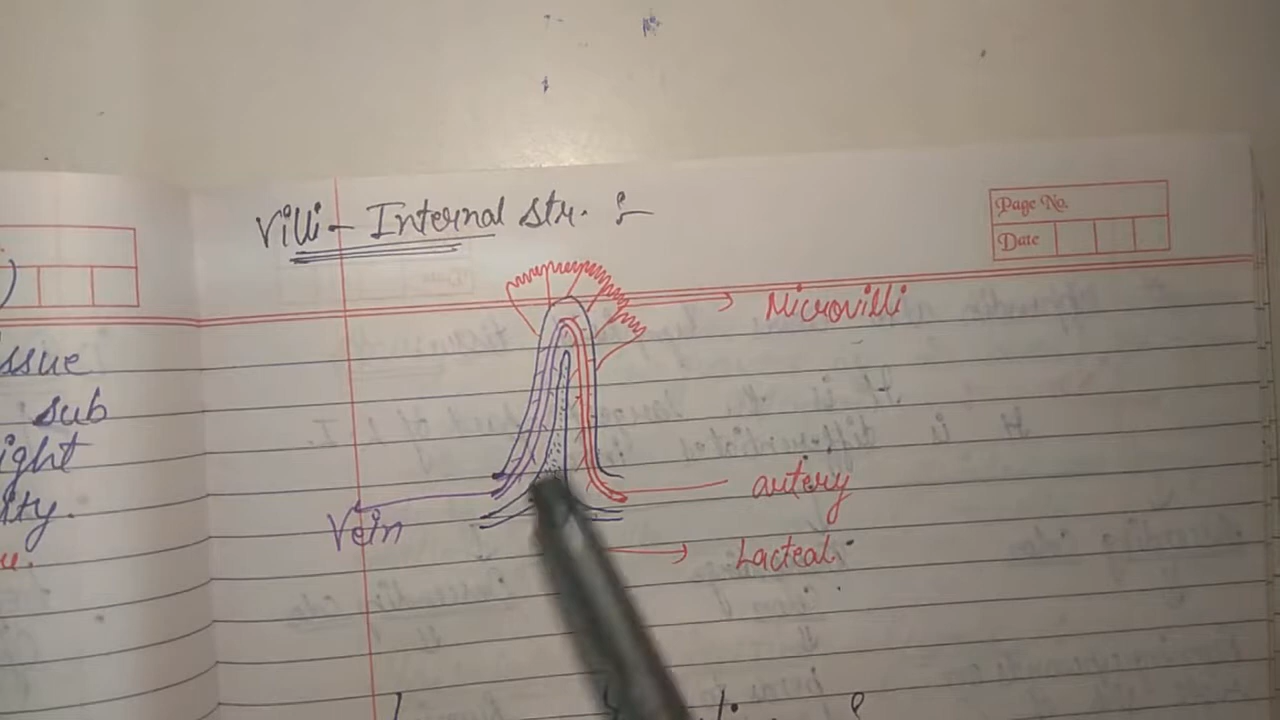 Villi - Internal str. :-
Page No.
Date
Microvilli
ssue
sub
ight
ity.
artery
Vein
Lacteal.